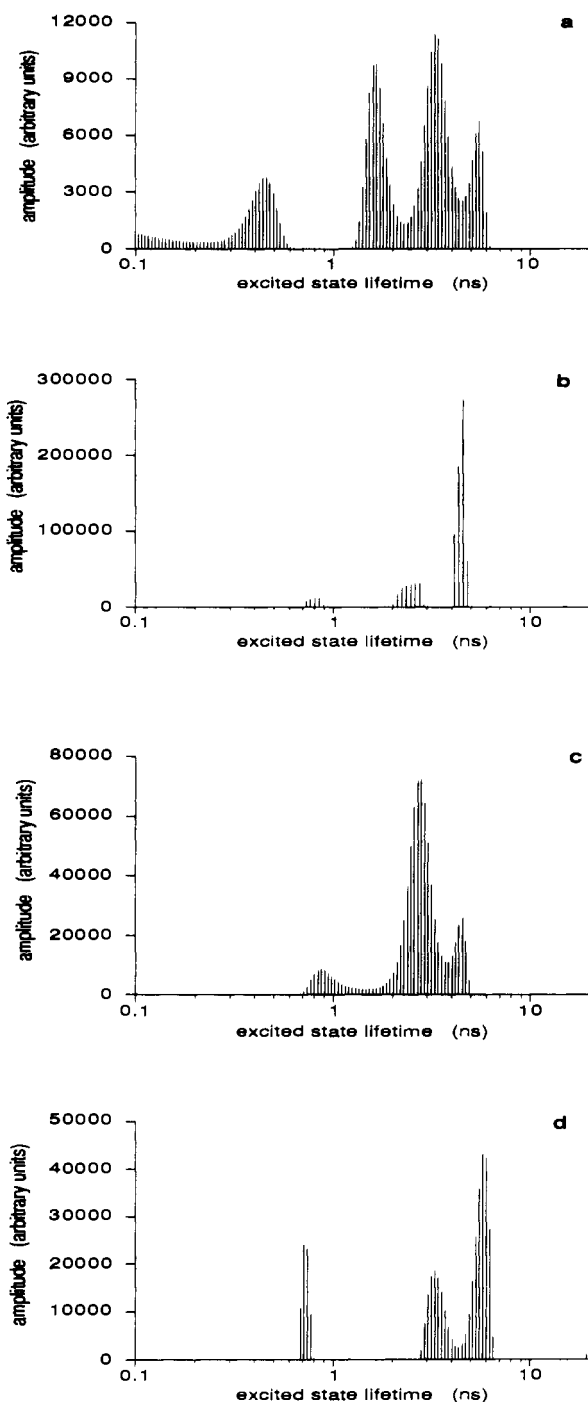 a
amplitude (arbitrary units)
12000
9000
6000
3000
0
0.1
1
10
excited state lifetime (ns)
b
amplitude (arbitrary units)
300000
200000
100000
0
0.1
1
10
excited state lifetime (ns)
c
amplitude (arbitrary units)
80000
60000
40000
20000
0
0.1
1
10
excited state lifetime (ns)
d
amplitude (arbitrary units)
50000
40000
30000
20000
10000
0
0.1
1
10
excited state lifetime (ns)